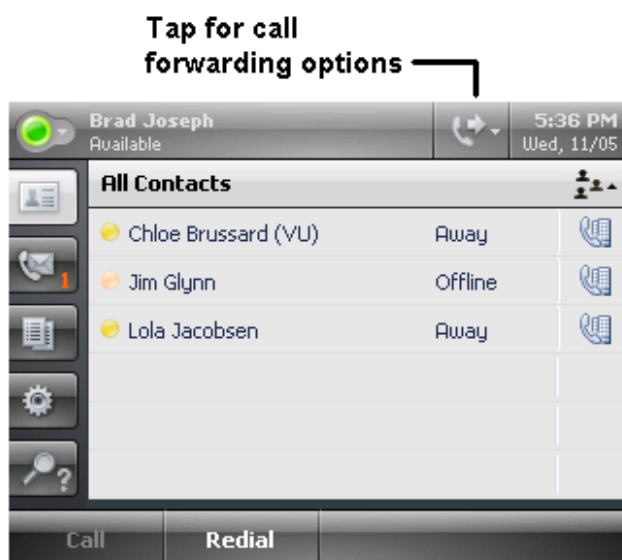 Tap for call
forwarding options
Brad Joseph
5:36 PM
Available
Wed, 11/05
All Contacts
Chloe Brussard (VU) Away
1
Jim Glynn Offline
Lola Jacobsen Away
?
Call Redial